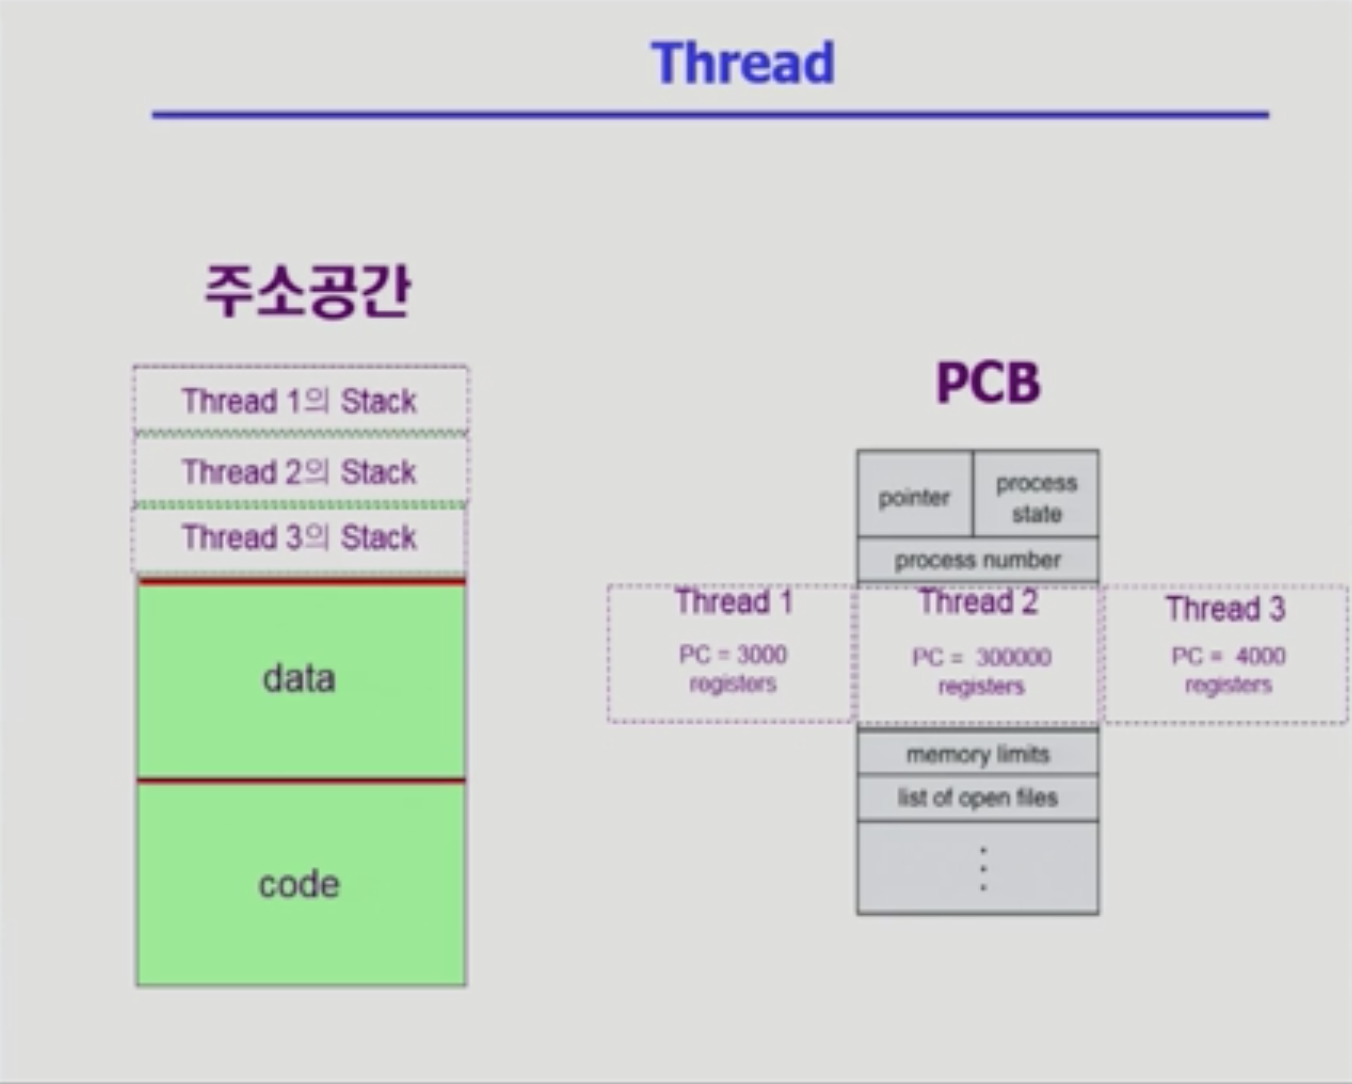 Thread
주소공간
Thread 1의 Stack
Thread 2의 Stack
Thread 3의 Stack
data
code
PCB
pointer
process
state
process number
Thread 1
PC = 3000
registers
Thread 2
PC = 300000
registers
Thread 3
PC = 4000
registers
memory limits
list of open files